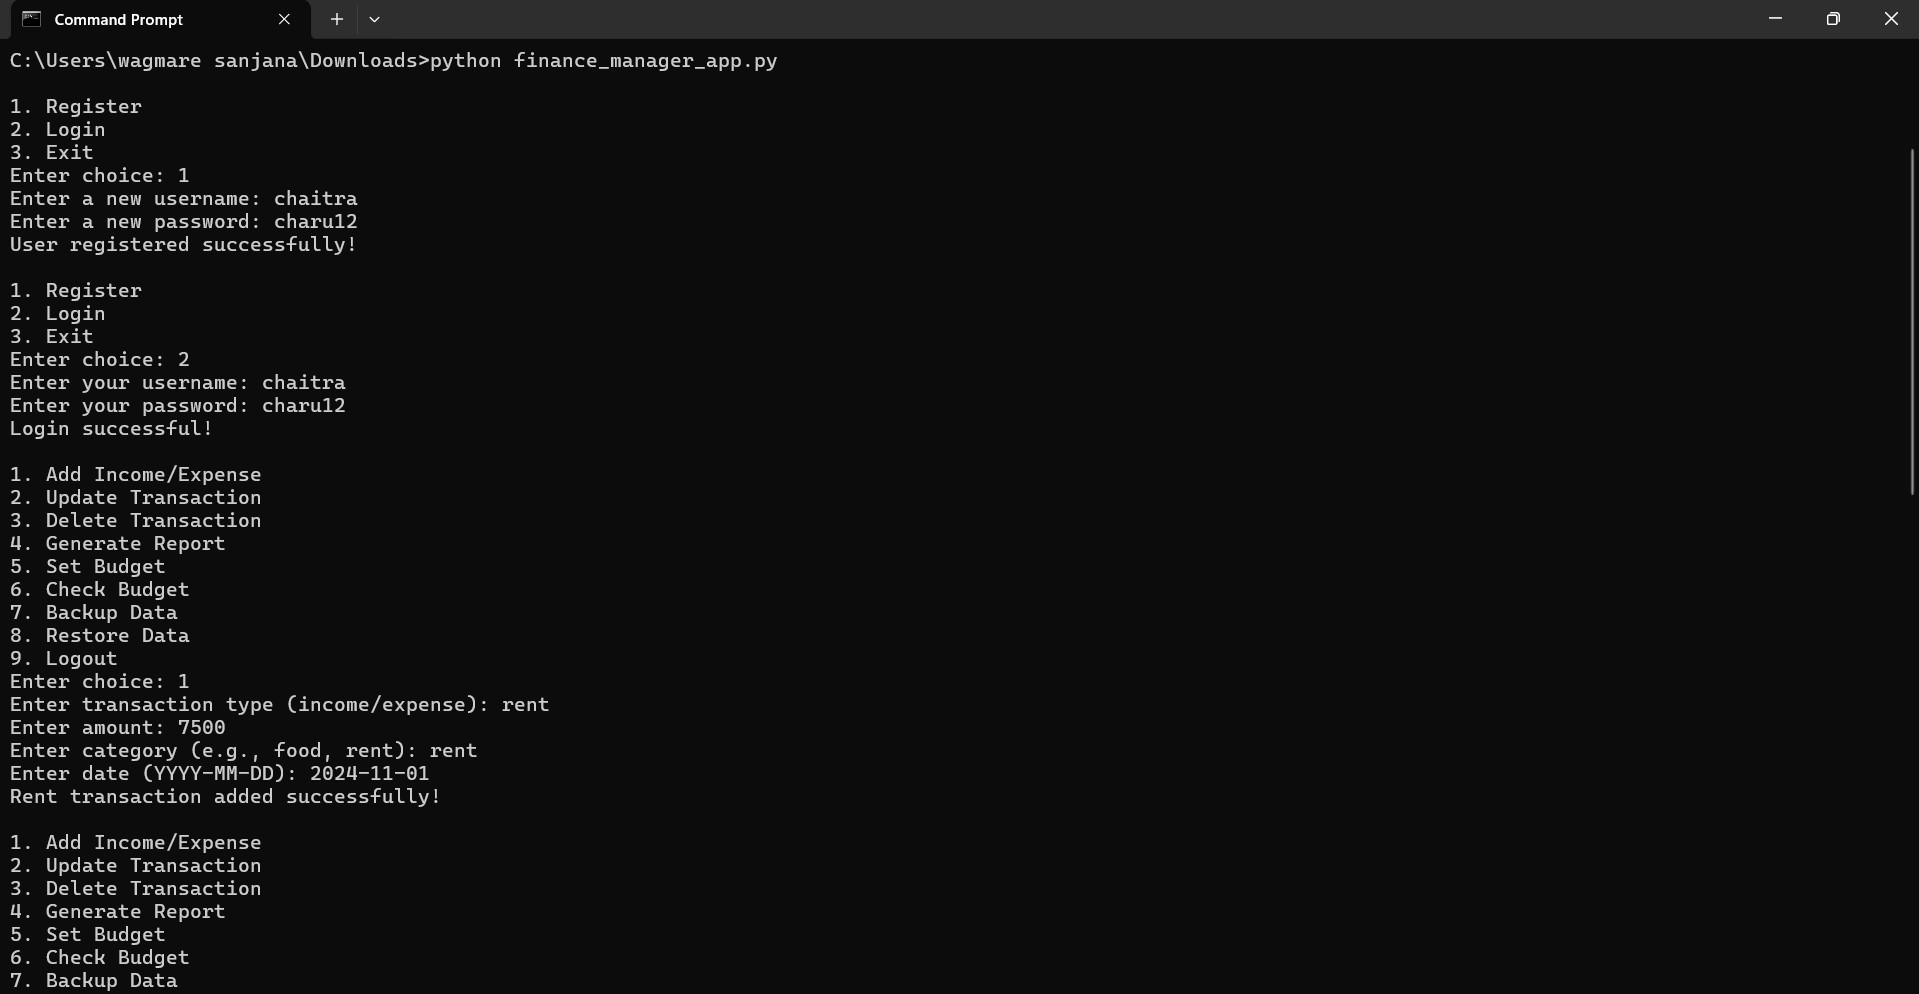 Command Prompt
C:\Users\wagmare sanjana\Downloads>python finance_manager_app.py
1. Register
2. Login
3. Exit
Enter choice: 1
Enter a new username: chaitra
Enter a new password: charu12
User registered successfully!
1. Register
2. Login
3. Exit
Enter choice: 2
Enter your username: chaitra
Enter your password: charu12
Login successful!
1. Add Income/Expense
2. Update Transaction
3. Delete Transaction
4. Generate Report
5. Set Budget
6. Check Budget
7. Backup Data
8. Restore Data
9. Logout
Enter choice: 1
Enter transaction type (income/expense): rent
Enter amount: 7500
Enter category (e.g., food, rent): rent
Enter date (YYYY-MM-DD): 2024-11-01
Rent transaction added successfully!
1. Add Income/Expense
2. Update Transaction
3. Delete Transaction
4. Generate Report
5. Set Budget
6. Check Budget
7. Backup Data